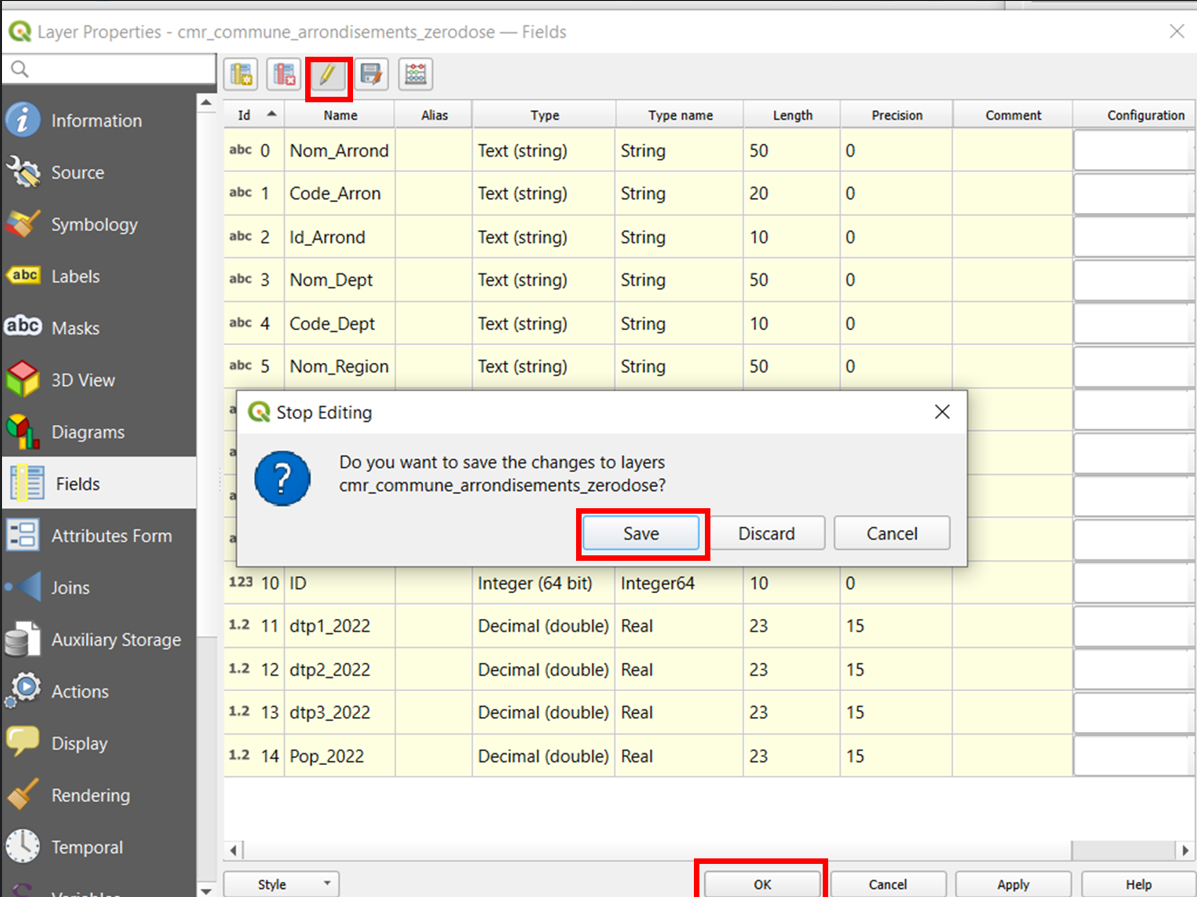 Layer Properties - cmr_commune_arrondisements_zerodose — Fields
Information
Source
Symbology
abc Labels
abc Masks
3D View
Diagrams
Fields
Attributes Form
Joins
Auxiliary Storage
Actions
Display
Rendering
Temporal
Id Name Alias Type Type name Length Precision Comment Configuration
abc 0 Nom_Arrond Text (string) String 50 0
abc 1 Code_Arron Text (string) String 20 0
abc 2 Id_Arrond Text (string) String 10 0
abc 3 Nom_Dept Text (string) String 50 0
abc 4 Code_Dept Text (string) String 10 0
abc 5 Nom_Region Text (string) String 50 0
Stop Editing
Do you want to save the changes to layers
cmr_commune_arrondisements_zerodose?
Save Discard Cancel
123 10 ID Integer (64 bit) Integer64 10 0
1.2 11 dtp1_2022 Decimal (double) Real 23 15
1.2 12 dtp2_2022 Decimal (double) Real 23 15
1.2 13 dtp3_2022 Decimal (double) Real 23 15
1.2 14 Pop_2022 Decimal (double) Real 23 15
Style OK Cancel Apply Help